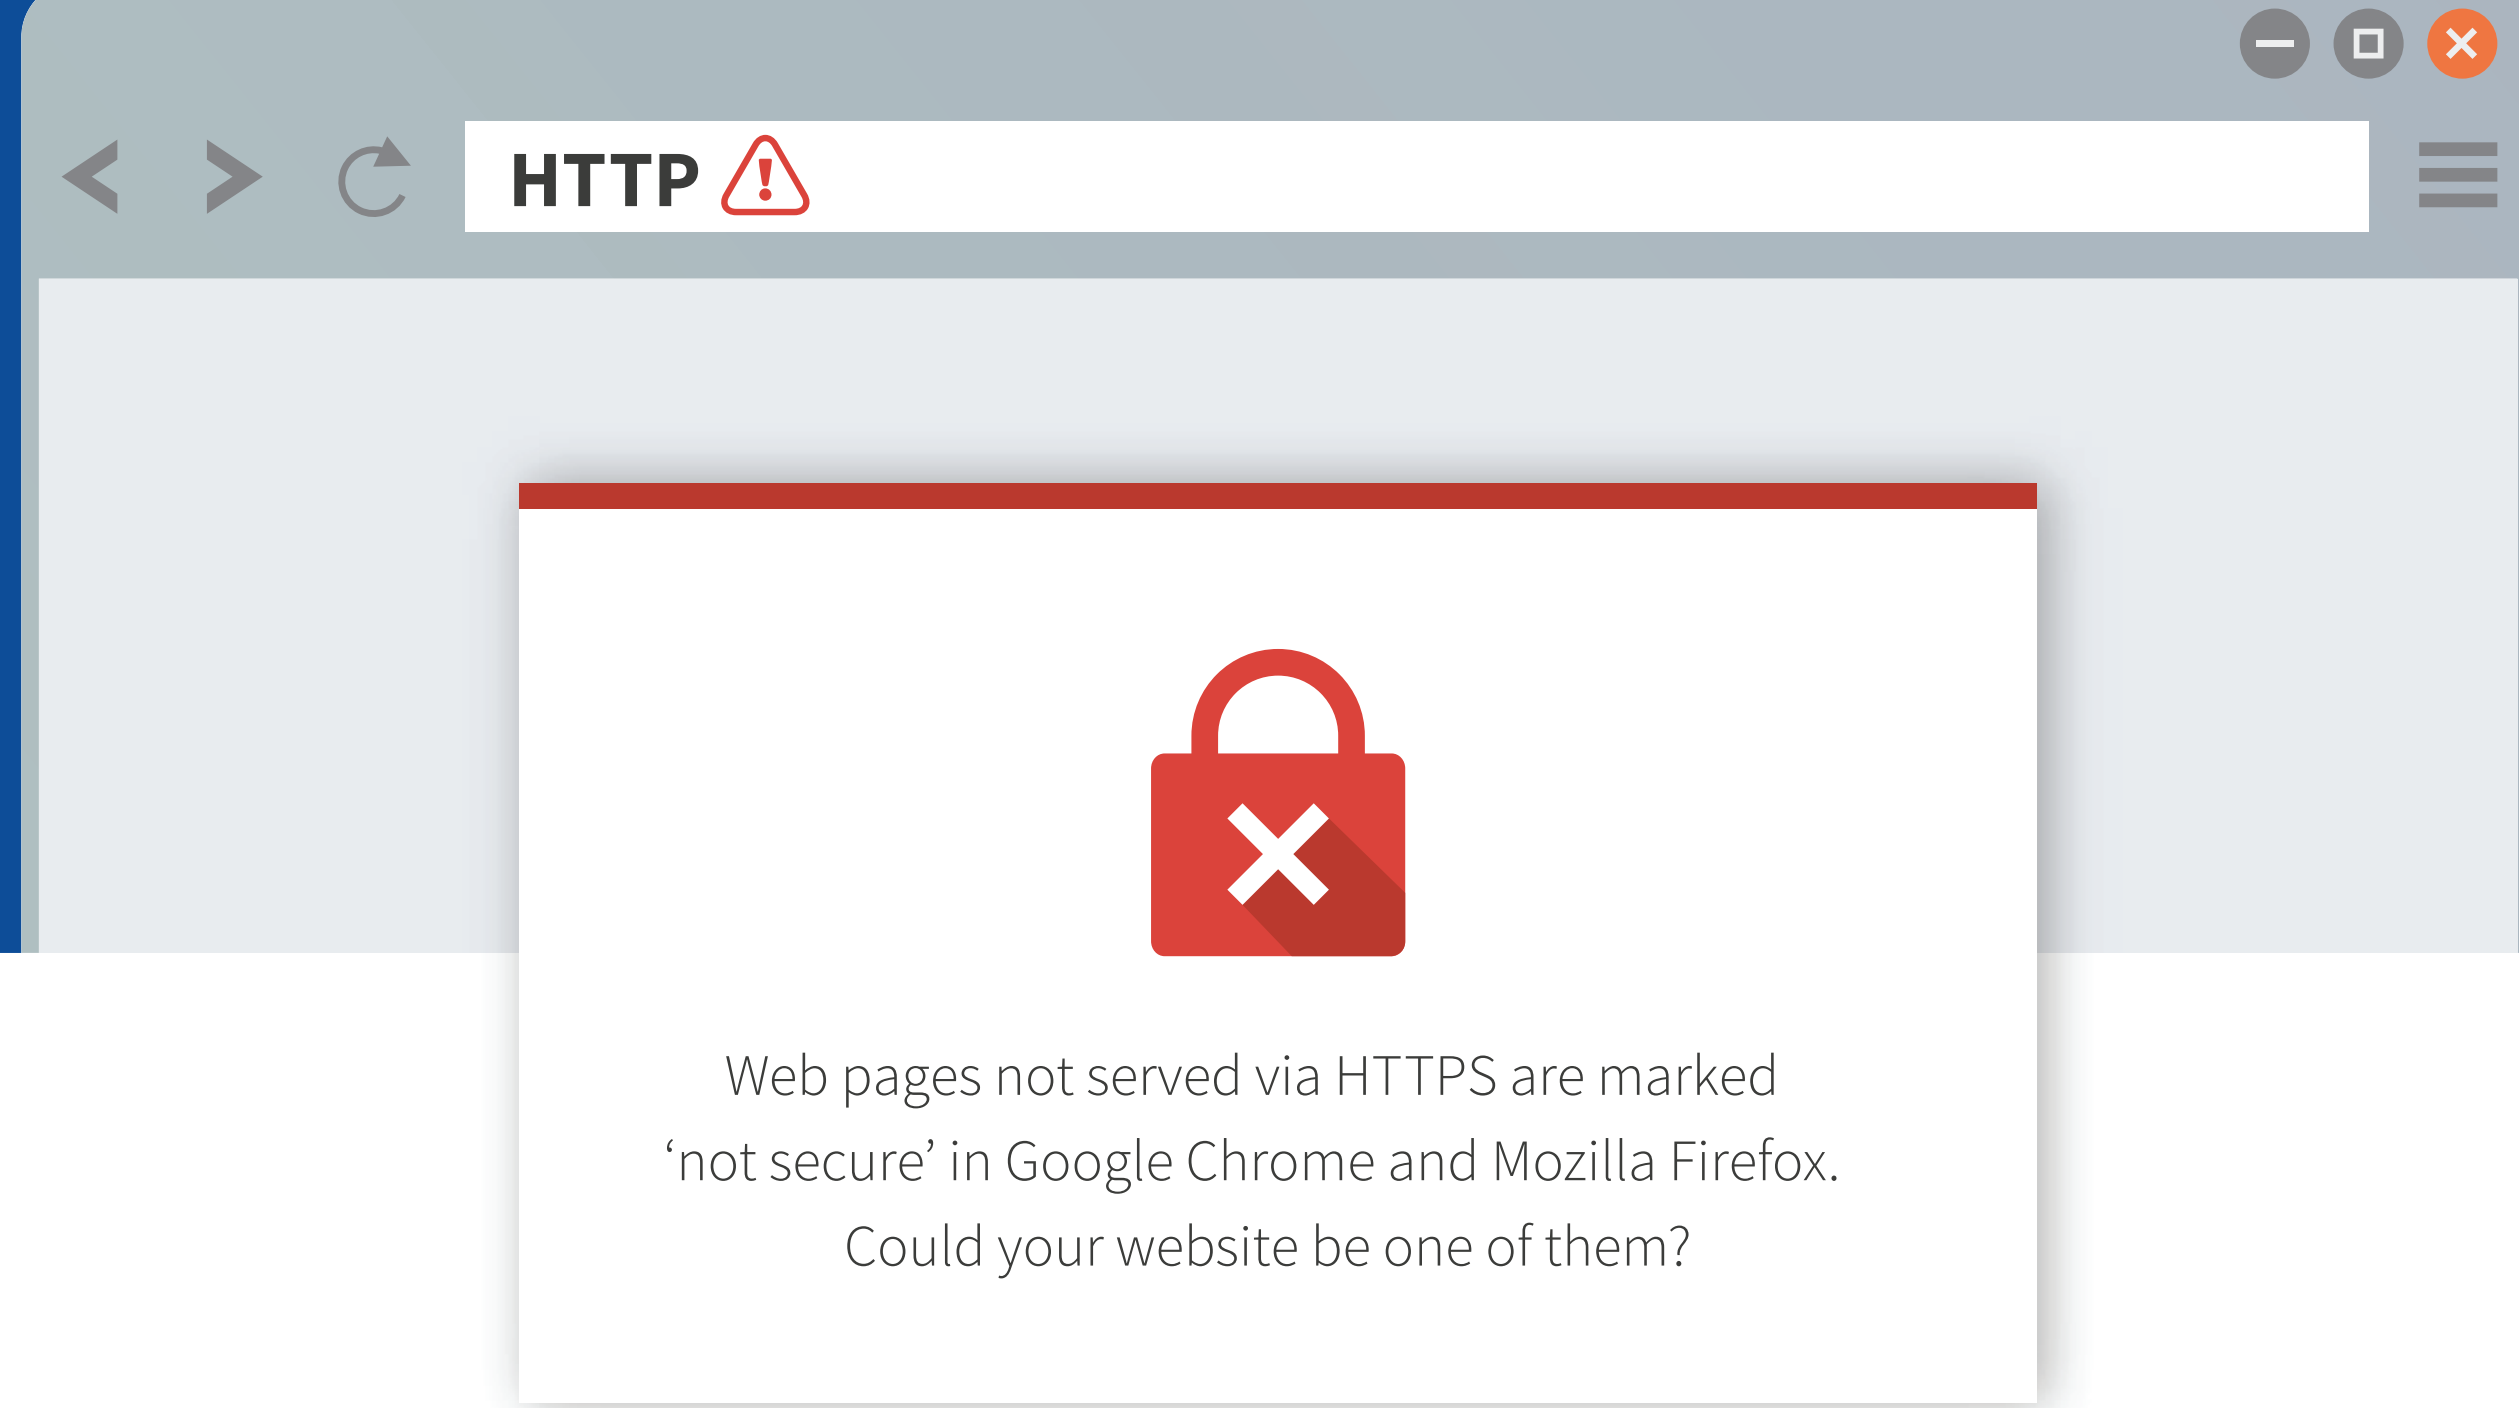 HTTP
Web pages not served via HTTPS are marked
‘not secure’ in Google Chrome and Mozilla Firefox.
Could your website be one of them?